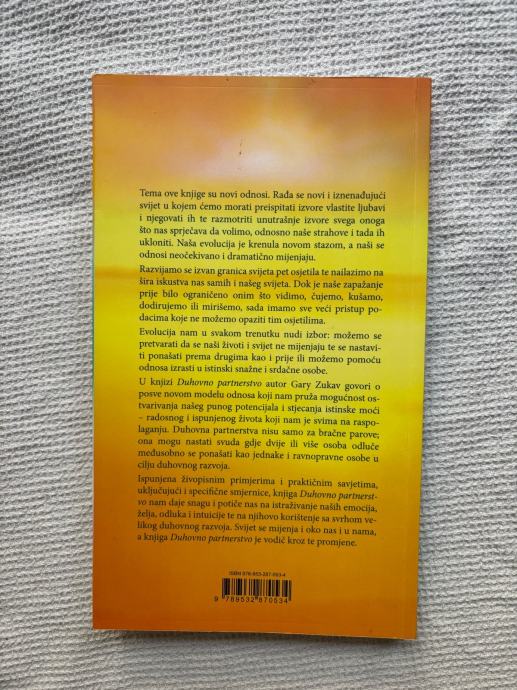 Tema ove knjige su novi odnosi. Rađa se novi i iznenađujući
svijet u kojem ćemo morati preispitati izvore vlastite ljubavi
i njegovati ih te razmotriti unutrašnje izvore svega onoga
što nas sprječava da volimo, odnosno naše strahove i tada ih
ukloniti. Naša evolucija je krenula novom stazom, a naši se
odnosi neočekivano i dramatično mijenjaju.
Razvijamo se izvan granica svijeta pet osjetila te nailazimo na
šira iskustva nas samih i našeg svijeta. Dok je naše zapažanje
prije bilo ograničeno onim što vidimo, čujemo, kušamo,
dodirujemo ili mirišemo, sada imamo sve veći pristup po-
dacima koje ne možemo opaziti tim osjetilima.
Evolucija nam u svakom trenutku nudi izbor: možemo se
pretvarati da se naši životi i svijet ne mijenjaju te se nastavi-
ti ponašati prema drugima kao i prije ili možemo pomoću
odnosa izrasti u istinski snažne i srdačne osobe.
U knjizi Duhovno partnerstvo autor Gary Zukav govori o
posve novom modelu odnosa koji nam pruža mogućnost os-
tvarivanja našeg punog potencijala i stjecanja istinske moći
– radosnog i ispunjenog života koji nam je svima na raspo-
laganju. Duhovna partnerstva nisu samo za bračne parove;
ona mogu nastati svuda gdje dvije ili više osoba odluče
međusobno se ponašati kao jednake i ravnopravne osobe u
cilju duhovnog razvoja.
Ispunjena živopisnim primjerima i praktičnim savjetima,
uključujući i specifične smjernice, knjiga Duhovno partnerst-
vo nam daje snagu i potiče nas na istraživanje naših emocija,
želja, odluka i intuicije te na njihovo korištenje sa svrhom ve-
likog duhovnog razvoja. Svijet se mijenja i oko nas i u nama,
a knjiga Duhovno partnerstvo je vodič kroz te promjene.
ISBN 978-953-287-053-4
9 789532 870534